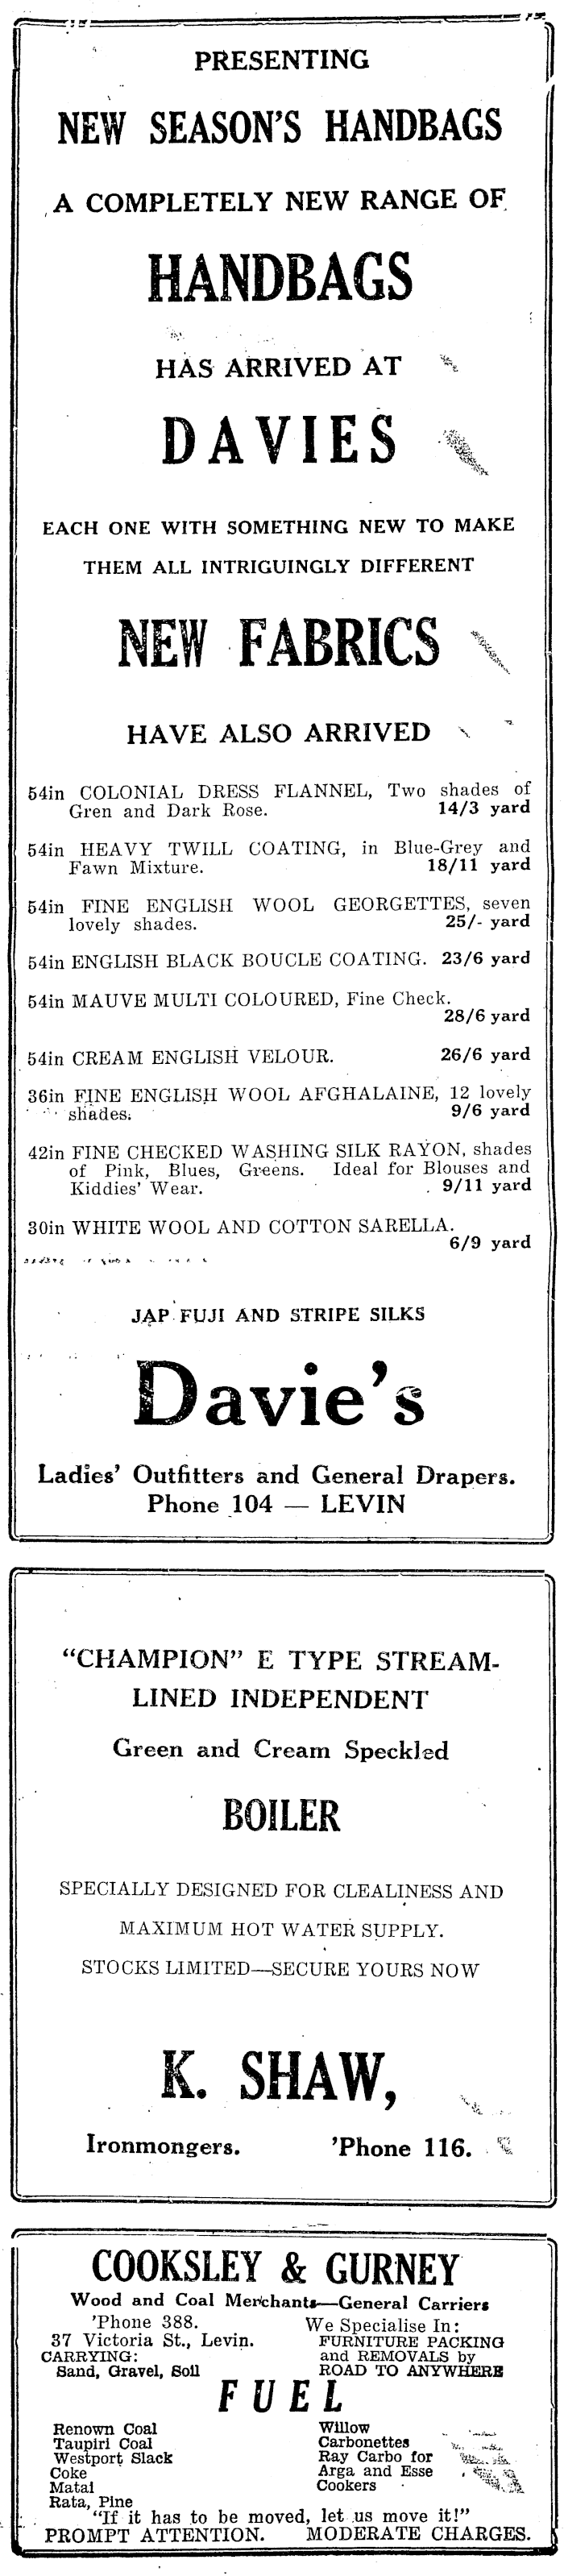 PRESENTING
NEW SEASON'S HANDBAGS
A COMPLETELY NEW RANGE OF
HANDBAGS
HAS ARRIVED AT
DAVIES
EACH ONE WITH SOMETHING NEW TO MAKE
THEM ALL INTRIGUINGLY DIFFERENT
NEW FABRICS
HAVE ALSO ARRIVED
54in COLONIAL DRESS FLANNEL, Two shades of
Gren and Dark Rose. 14/3 yard
54in HEAVY TWILL COATING, in Blue-Grey and
Fawn Mixture. 18/11 yard
54in FINE ENGLISH WOOL GEORGETTES, seven
lovely shades. 25/- yard
54in ENGLISH BLACK BOUCLE COATING. 23/6 yard
54in MAUVE MULTI COLOURED, Fine Check.
28/6 yard
54in CREAM ENGLISH VELOUR. 26/6 yard
36in FINE ENGLISH WOOL AFGHALAINE, 12 lovely
shades. 9/6 yard
42in FINE CHECKED WASHING SILK RAYON, shades
of Pink, Blues, Greens. Ideal for Blouses and
Kiddies' Wear. 9/11 yard
30in WHITE WOOL AND COTTON SARELLA.
6/9 yard
JAP FUJI AND STRIPE SILKS
Davie's
Ladies' Outfitters and General Drapers.
Phone 104 — LEVIN
"CHAMPION" E TYPE STREAM-
LINED INDEPENDENT
Green and Cream Speckled
BOILER
SPECIALLY DESIGNED FOR CLEALINESS AND
MAXIMUM HOT WATER SUPPLY.
STOCKS LIMITED—SECURE YOURS NOW
K. SHAW,
Ironmongers. 'Phone 116.
COOKSLEY & GURNEY
Wood and Coal Merchants—General Carriers
'Phone 388.
37 Victoria St., Levin.
CARRYING:
Sand, Gravel, Soil
We Specialise In:
FURNITURE PACKING
and REMOVALS by
ROAD TO ANYWHERE
FUEL
Renown Coal
Taupiri Coal
Westport Slack
Coke
Matai
Rata, Pine
Willow
Carbonettes
Ray Carbo for
Arga and Esse
Cookers
"If it has to be moved, let us move it!"
PROMPT ATTENTION. MODERATE CHARGES.